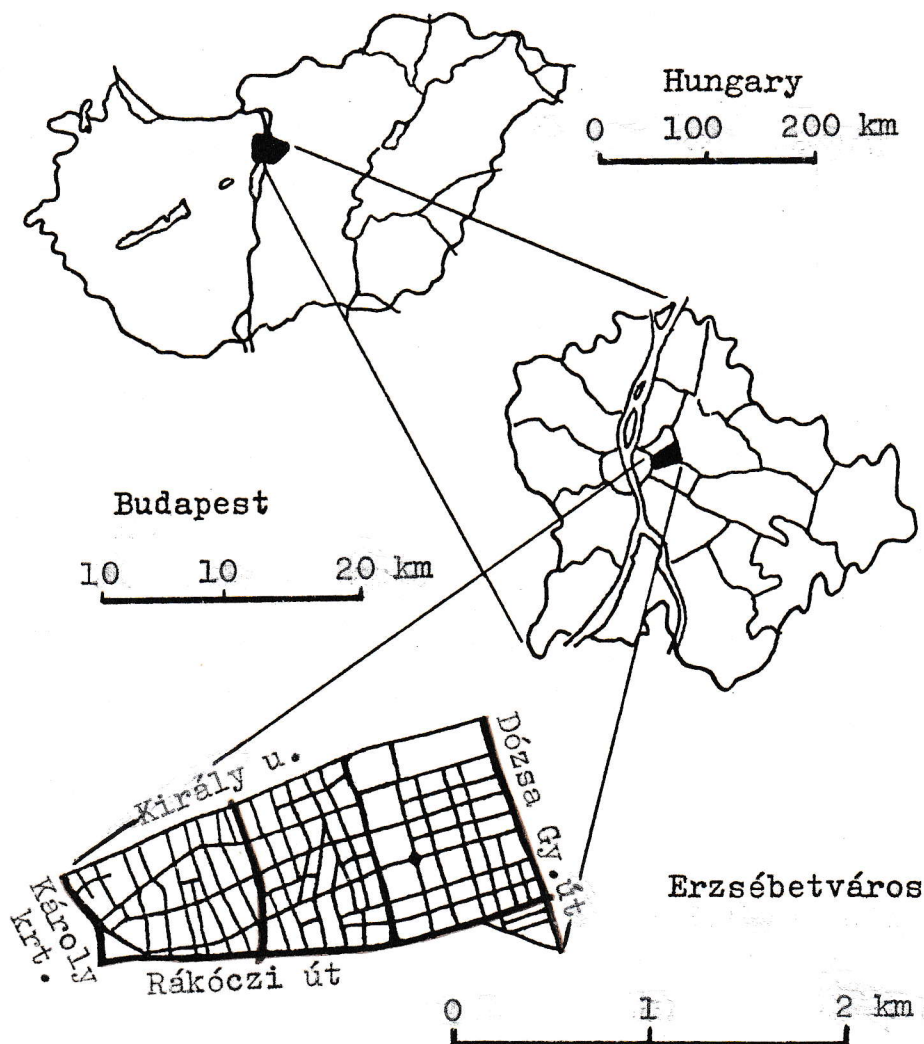 Hungary
0 100 200 km
Budapest
10 10 20 km
Király u.
Dózsa Gy. út
Károly
krt.
Rákóczi út
Erzsébetváros
0 1 2 km